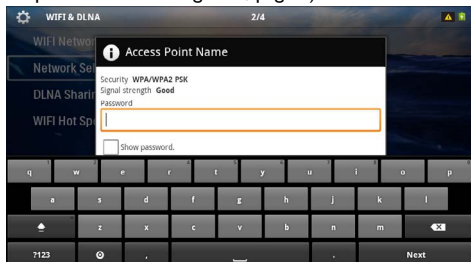 WIFI & DLNA 2/4
WIFI Netwo
Access Point Name
Network Se
Security WPA/WPA2 PSK
Signal strength Good
DLNA Sharin
Password
WIFI Hot Sp
Show password.
q w e r t y u i o p
a s d f g h j k l
z x c v b n m
?123 , . Next